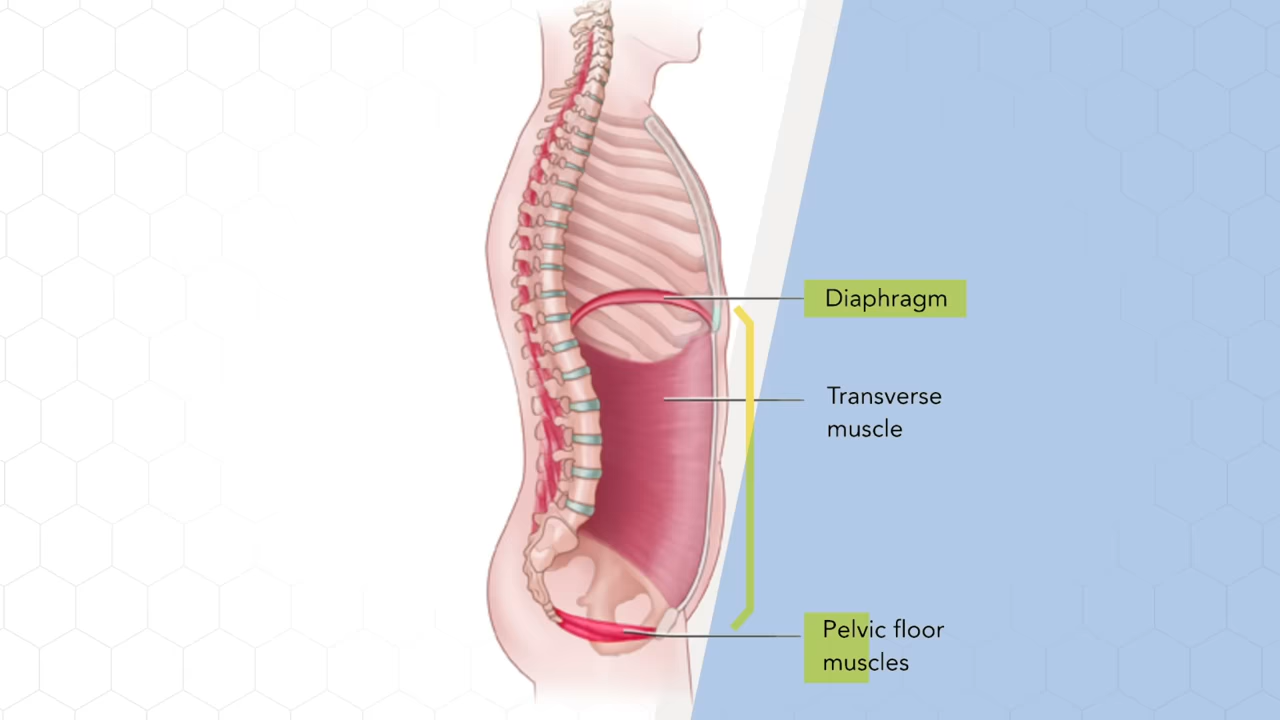 Diaphragm
Transverse
muscle
Pelvic floor
muscles